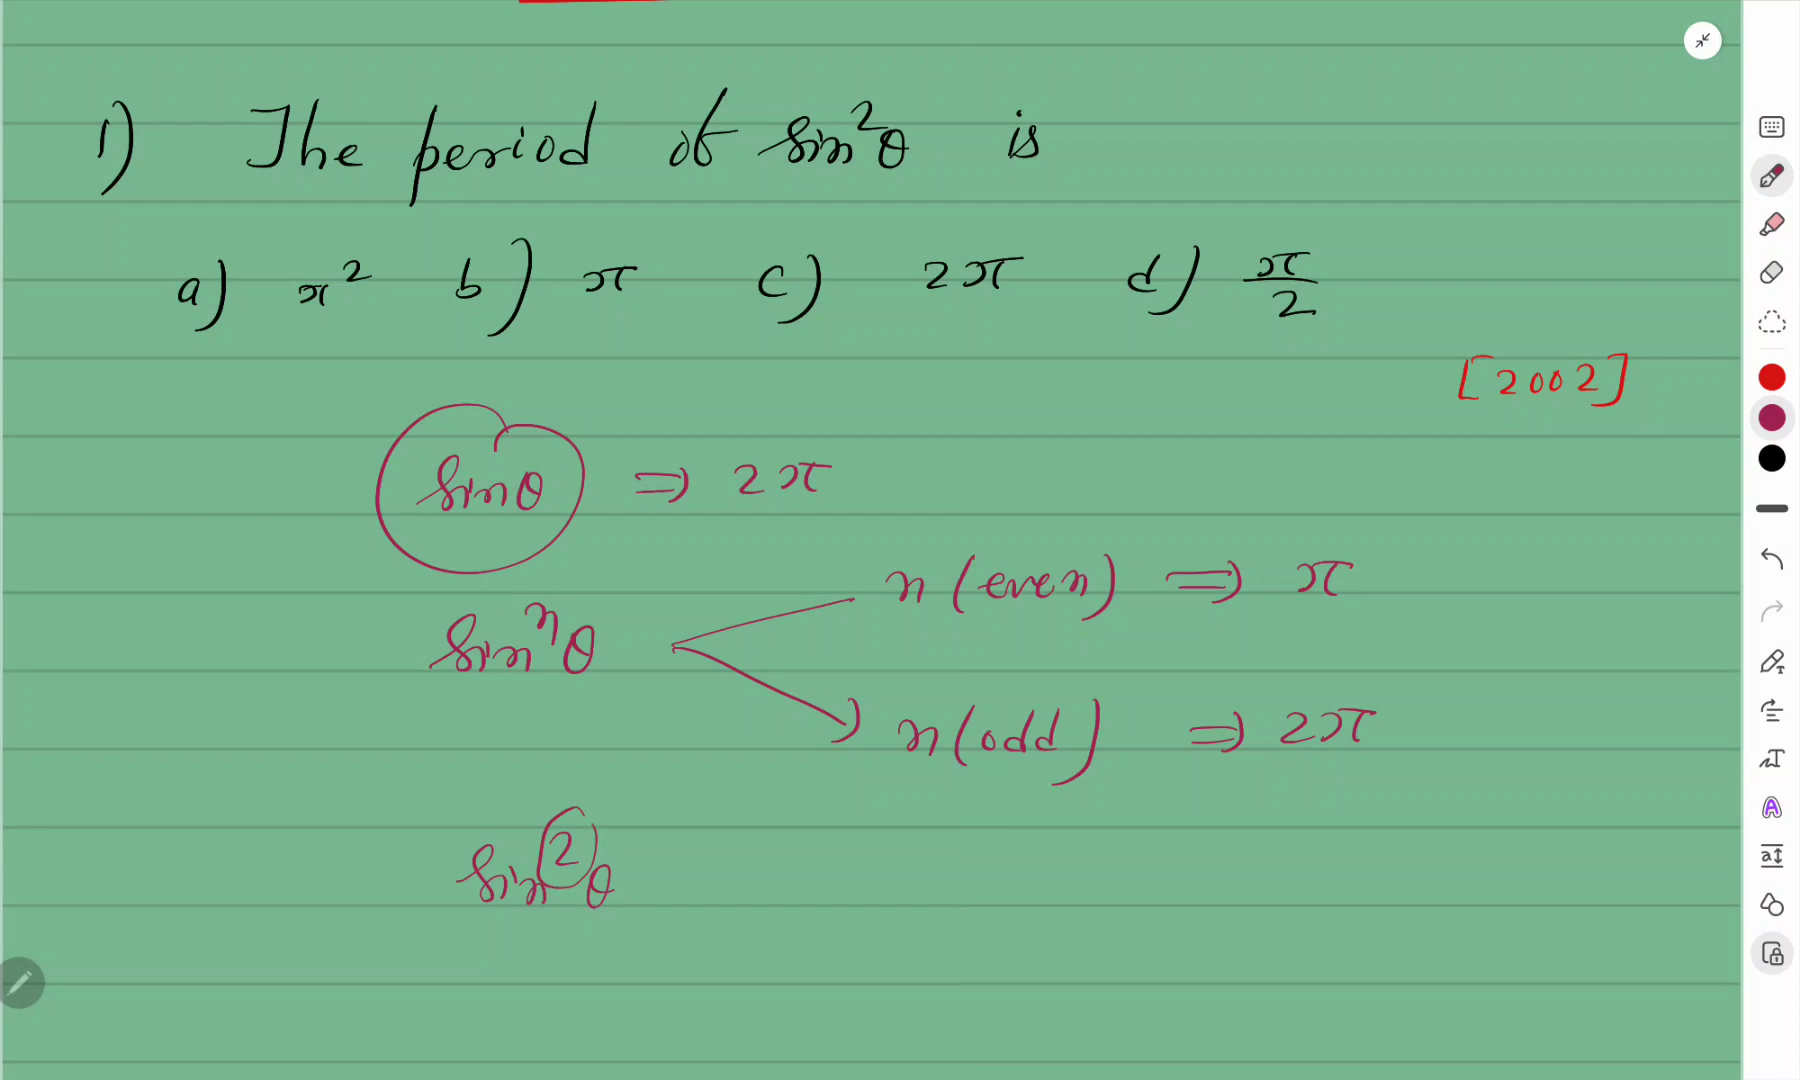 1) The period of sin²θ is
a) π² b) π c) 2π d) π/2
[2002]
sinθ ⇒ 2π
n (even) ⇒ π
sinⁿθ
n (odd) ⇒ 2π
sin²θ